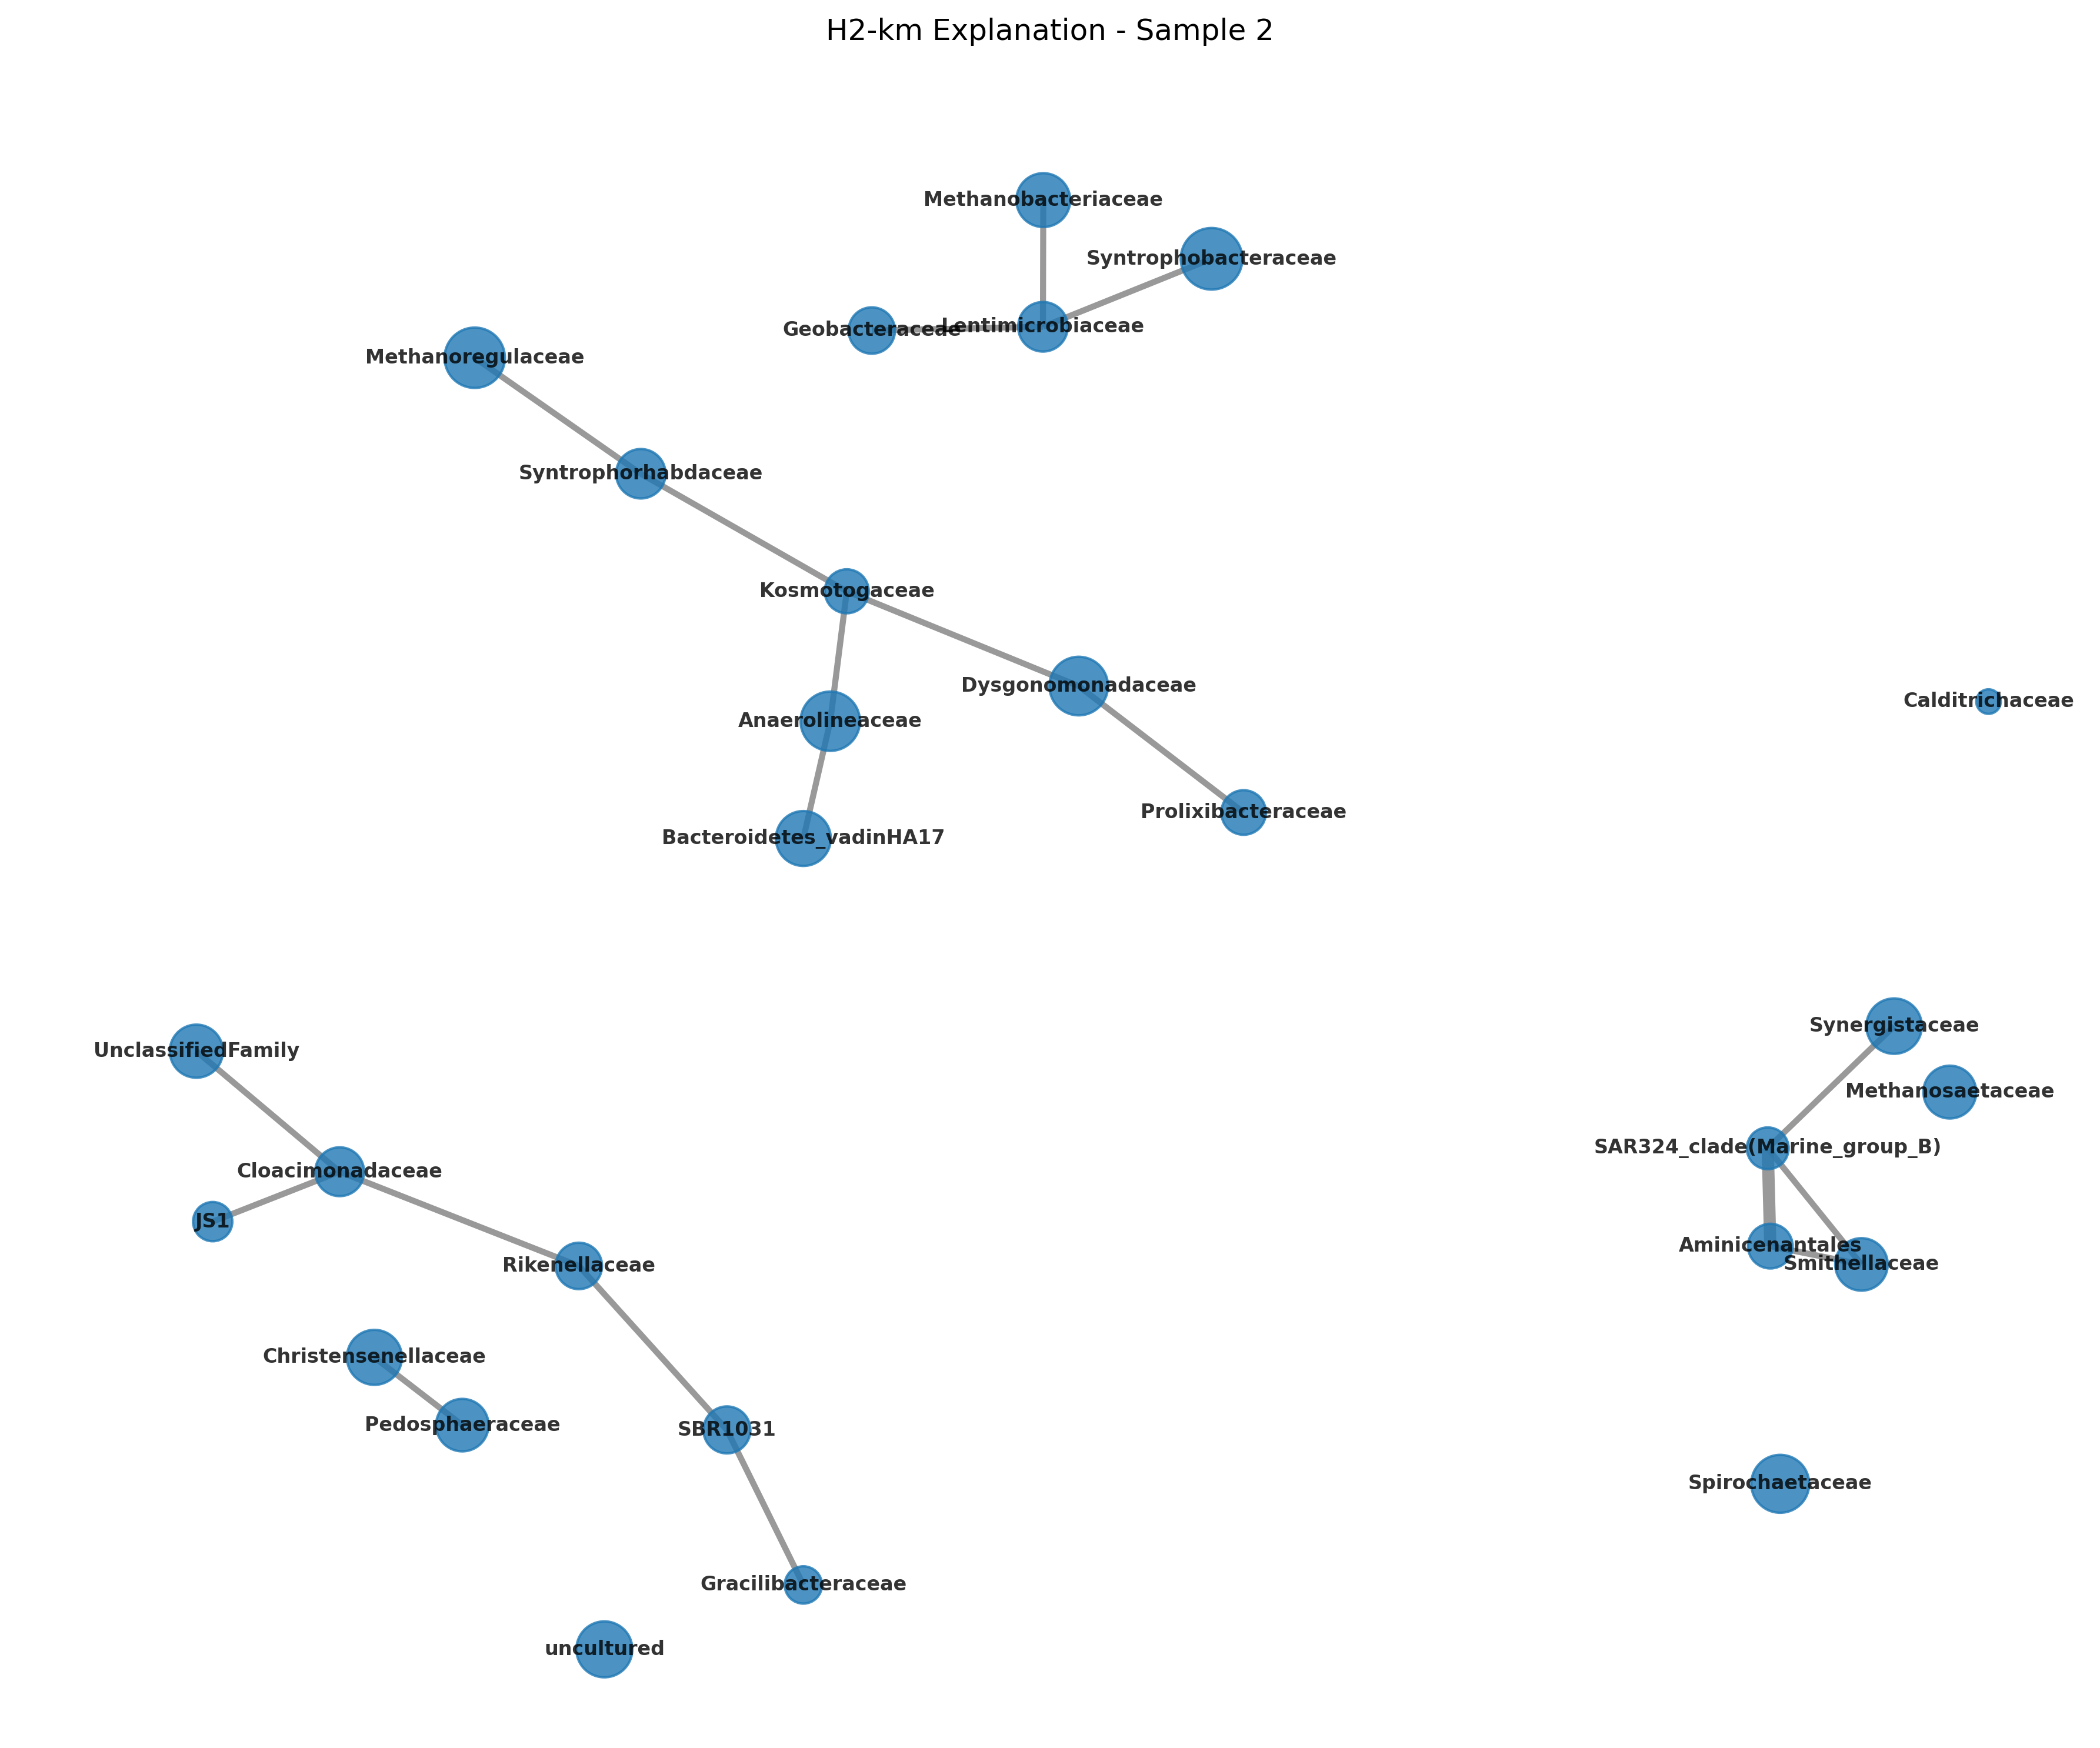 H2-km Explanation - Sample 2
Methanobacteriaceae
Syntrophobacteraceae
Geobacteraceae
Lentimicrobiaceae
Methanoregulaceae
Syntrophorhabdaceae
Kosmotogaceae
Dysgonomonadaceae
Calditrichaceae
Anaerolineaceae
Prolixibacteraceae
Bacteroidetes_vadinHA17
Synergistaceae
UnclassifiedFamily
Methanosaetaceae
SAR324_clade(Marine_group_B)
Cloacimonadaceae
JS1
Aminicenantales
Smithellaceae
Rikenellaceae
Christensenellaceae
Pedosphaeraceae
SBR1031
Spirochaetaceae
Gracilibacteraceae
uncultured